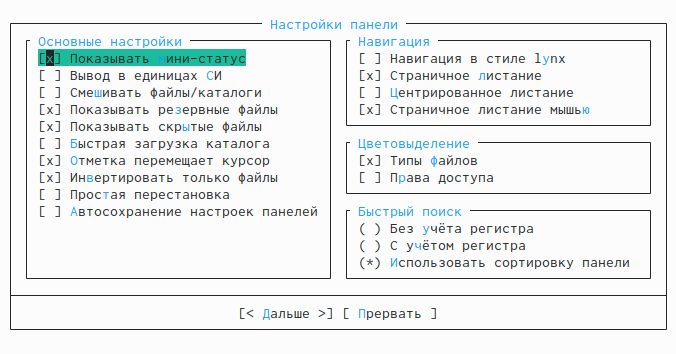 Настройки панели
Основные настройки
[x] Показывать мини-статус
[ ] Вывод в единицах СИ
[ ] Смешивать файлы/каталоги
[x] Показывать резервные файлы
[x] Показывать скрытые файлы
[ ] Быстрая загрузка каталога
[x] Отметка перемещает курсор
[x] Инвертировать только файлы
[ ] Простая перестановка
[ ] Автосохранение настроек панелей
Навигация
[ ] Навигация в стиле lynx
[x] Страничное листание
[ ] Центрированное листание
[x] Страничное листание мышью
Цветовыделение
[x] Типы файлов
[ ] Права доступа
Быстрый поиск
( ) Без учёта регистра
( ) С учётом регистра
(*) Использовать сортировку панели
[< Дальше >] [ Прервать ]